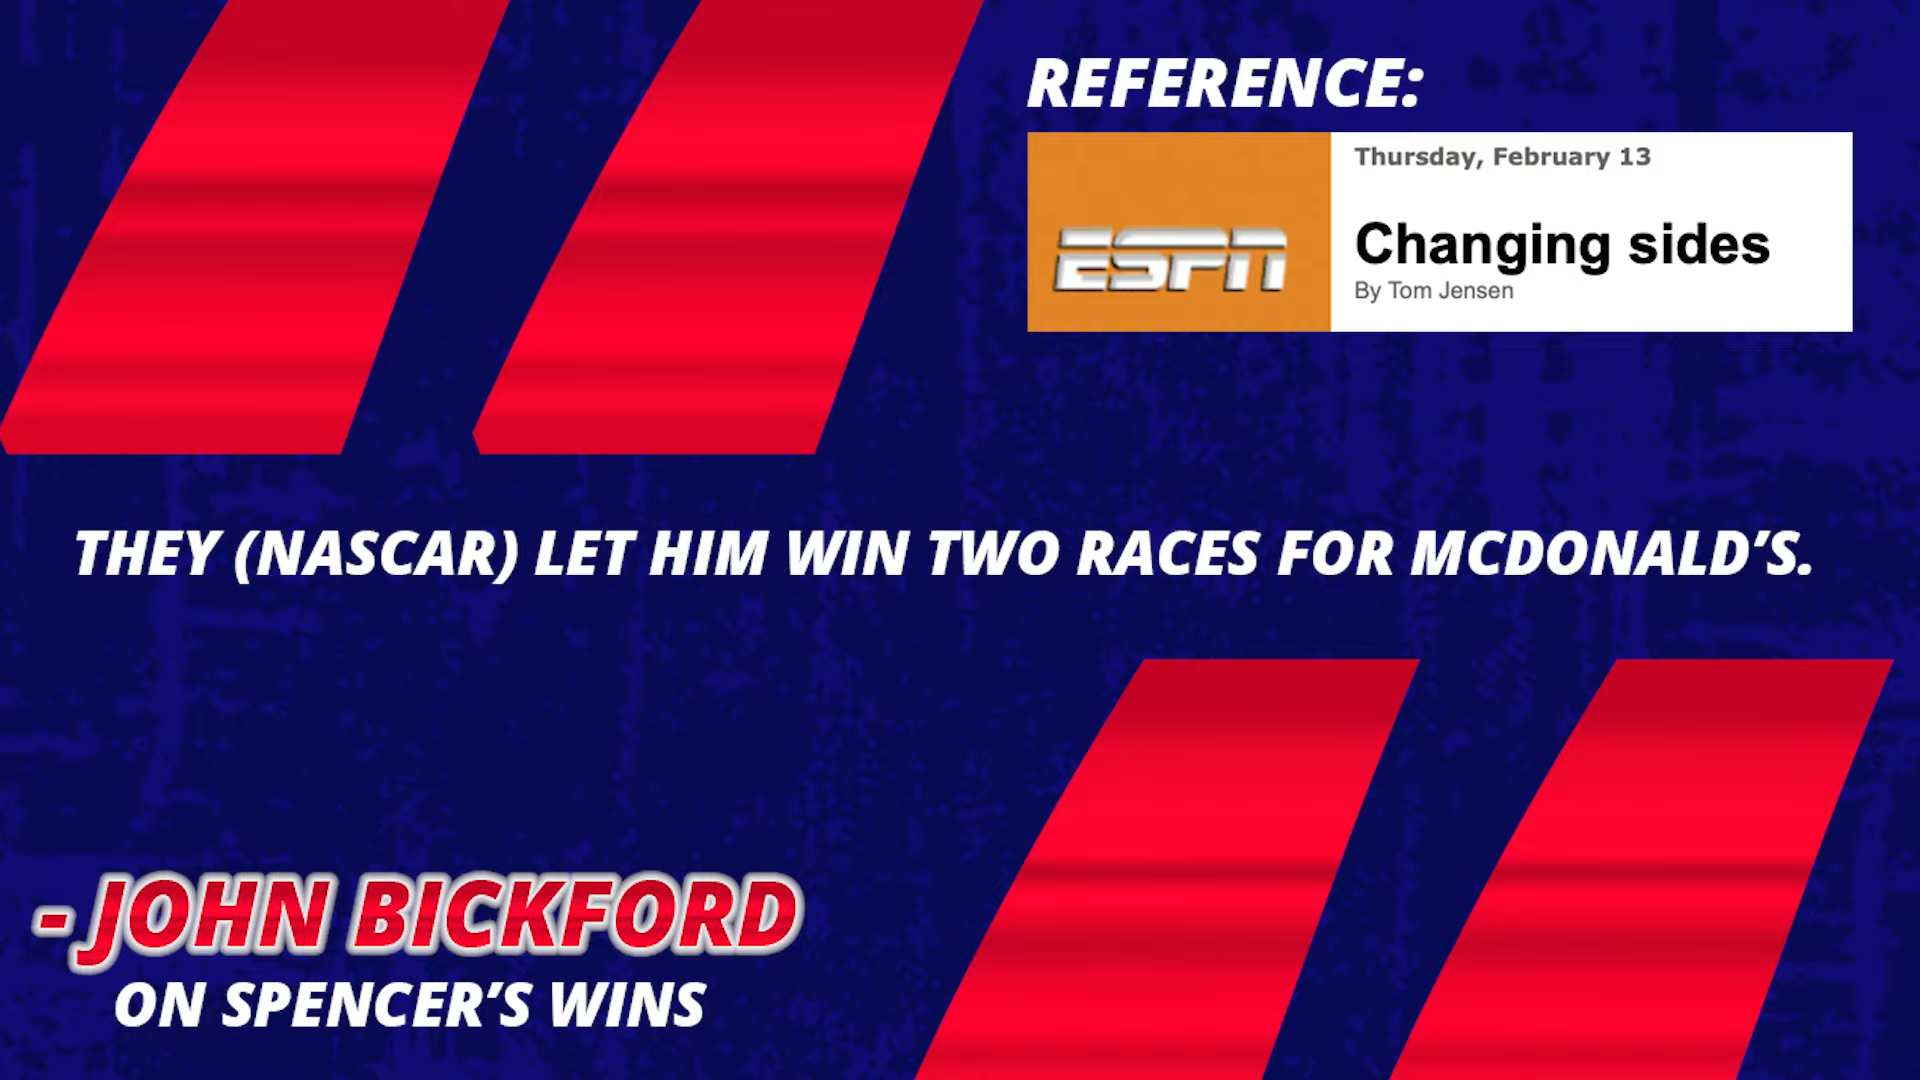 REFERENCE:
Thursday, February 13
ESPN
Changing sides
By Tom Jensen
THEY (NASCAR) LET HIM WIN TWO RACES FOR MCDONALD’S.
- JOHN BICKFORD
ON SPENCER’S WINS